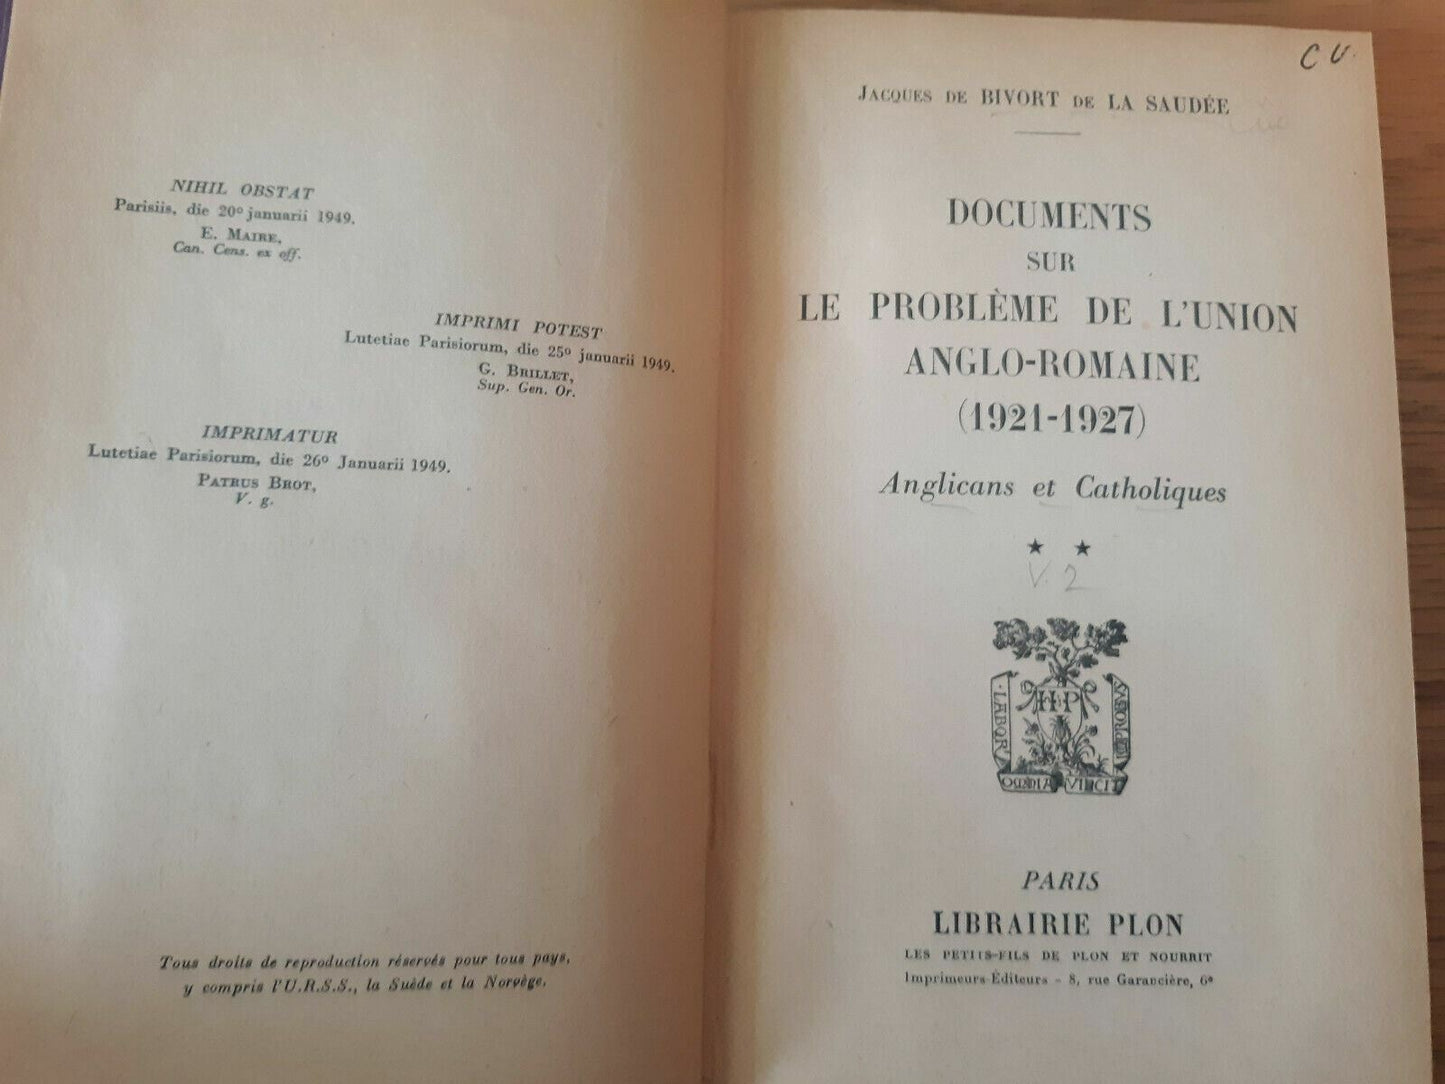 NIHIL OBSTAT
Parisiis, die 20º januarii 1949.
E. MAIRE,
Can. Cens. ex off.
IMPRIMI POTEST
Lutetiae Parisiorum, die 25º januarii 1949.
G. BRILLET,
Sup. Gen. Or.
IMPRIMATUR
Lutetiae Parisiorum, die 26º Januarii 1949.
PATRUS BROT,
V. g.
Tous droits de reproduction réservés pour tous pays,
y compris l'U.R.S.S., la Suède et la Norvège.
C V.
JACQUES DE BIVORT DE LA SAUDÉE
DOCUMENTS
SUR
LE PROBLÈME DE L'UNION
ANGLO-ROMAINE
(1921-1927)
Anglicans et Catholiques
★ ★
V. 2
H P
LABOR
IMPROBVS
OMNIA VINCIT
PARIS
LIBRAIRIE PLON
LES PETITS-FILS DE PLON ET NOURRIT
Imprimeurs-Éditeurs - 8, rue Garancière, 6e